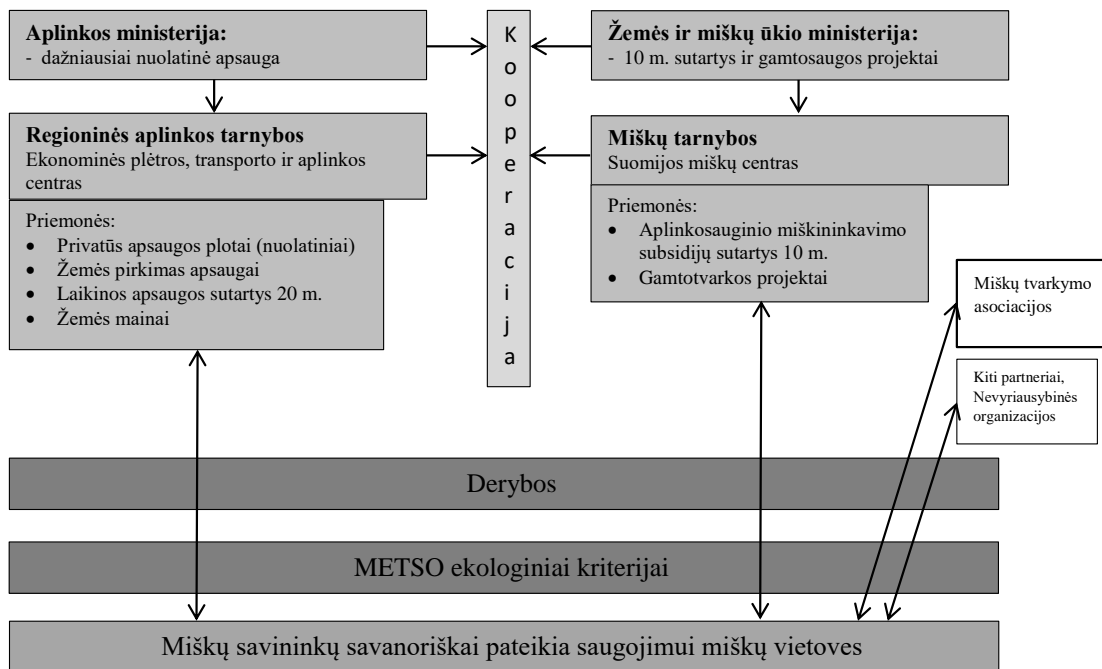 Aplinkos ministerija:
- dažniausiai nuolatinė apsauga
Kooperacija
Žemės ir miškų ūkio ministerija:
- 10 m. sutartys ir gamtosaugos projektai
Regioninės aplinkos tarnybos
Ekonominės plėtros, transporto ir aplinkos
centras
Miškų tarnybos
Suomijos miškų centras
Priemonės:
• Privatūs apsaugos plotai (nuolatiniai)
• Žemės pirkimas apsaugai
• Laikinos apsaugos sutartys 20 m.
• Žemės mainai
Priemonės:
• Aplinkosauginio miškininkavimo
subsidijų sutartys 10 m.
• Gamtotvarkos projektai
Miškų tvarkymo
asociacijos
Kiti partneriai,
Nevyriausybinės
organizacijos
Derybos
METSO ekologiniai kriterijai
Miškų savininkų savanoriškai pateikia saugojimui miškų vietoves